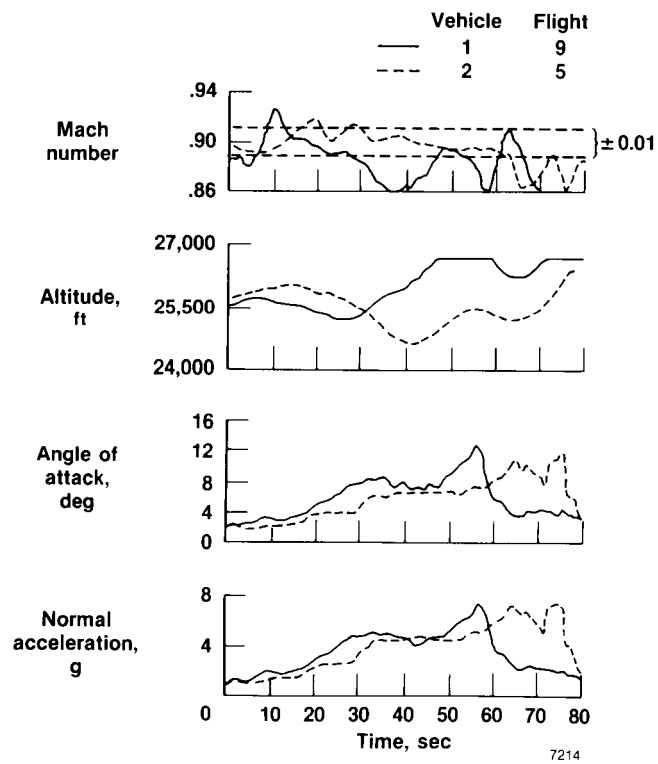 Vehicle Flight
1 9
2 5
Mach number
.94
.90
.86
± 0.01
Altitude, ft
27,000
25,500
24,000
Angle of attack, deg
16
12
8
4
0
Normal acceleration, g
8
4
0 10 20 30 40 50 60 70 80
Time, sec
7214